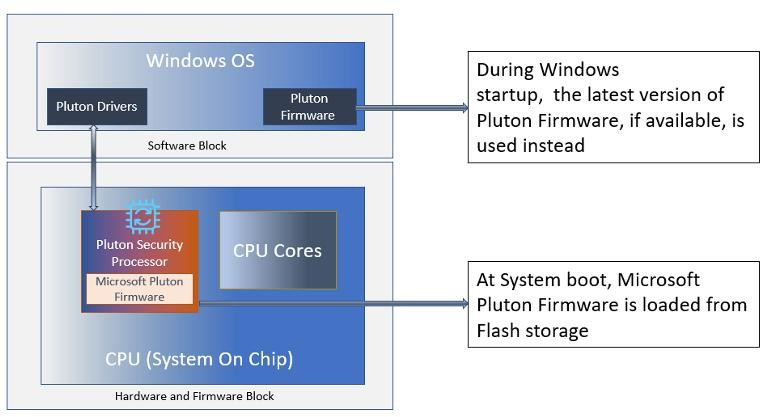 Windows OS
Pluton Drivers
Pluton
Firmware
Software Block
During Windows
startup,  the latest version of
Pluton Firmware, if available, is
used instead
Pluton Security
Processor
Microsoft Pluton
Firmware
CPU Cores
CPU (System On Chip)
Hardware and Firmware Block
At System boot, Microsoft
Pluton Firmware is loaded from
Flash storage